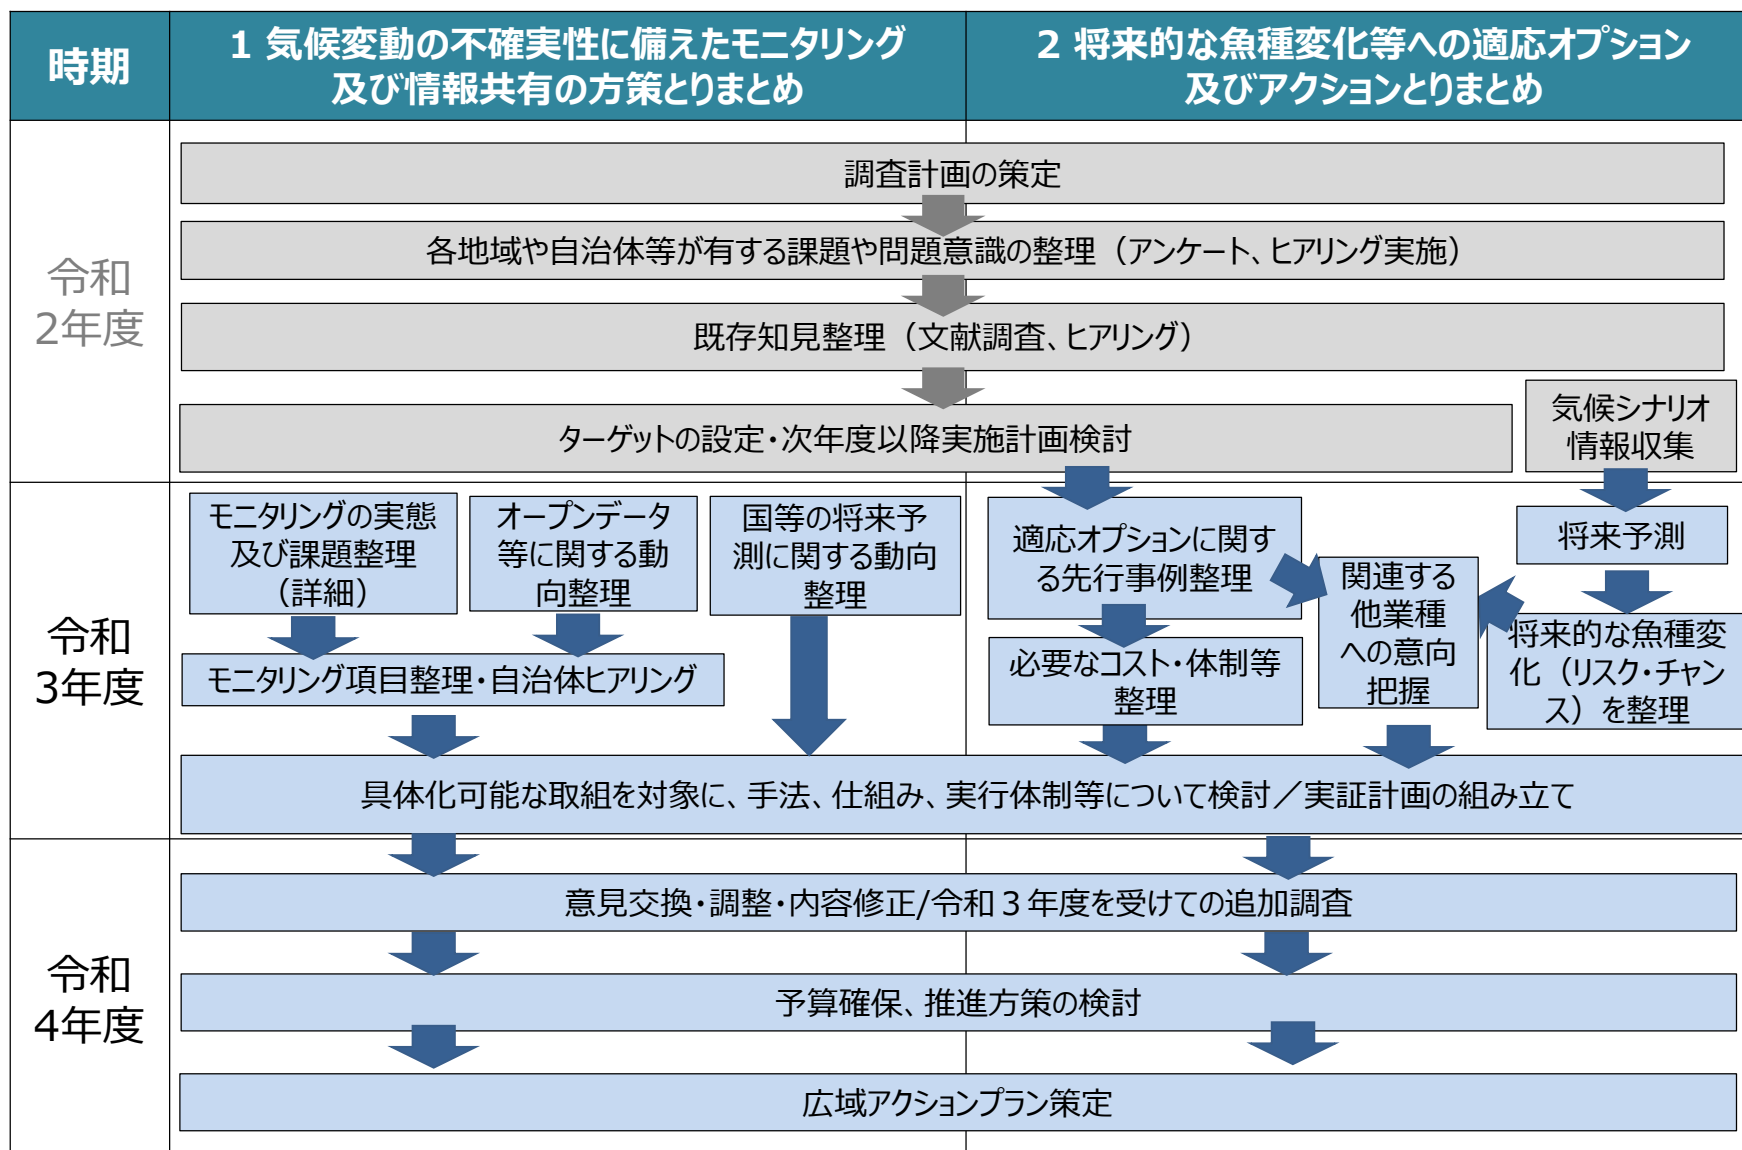 時期
1 気候変動の不確実性に備えたモニタリング
及び情報共有の方策とりまとめ
2 将来的な魚種変化等への適応オプション
及びアクションとりまとめ
令和
2年度
調査計画の策定
各地域や自治体等が有する課題や問題意識の整理（アンケート、ヒアリング実施）
既存知見整理（文献調査、ヒアリング）
ターゲットの設定・次年度以降実施計画検討
気候シナリオ
情報収集
令和
3年度
モニタリングの実態
及び課題整理
（詳細）
オープンデータ
等に関する動
向整理
国等の将来予
測に関する動向
整理
モニタリング項目整理・自治体ヒアリング
適応オプションに関す
る先行事例整理
必要なコスト・体制等
整理
関連する
他業種
への意向
把握
将来予測
将来的な魚種変
化（リスク・チャン
ス）を整理
具体化可能な取組を対象に、手法、仕組み、実行体制等について検討／実証計画の組み立て
令和
4年度
意見交換・調整・内容修正/令和３年度を受けての追加調査
予算確保、推進方策の検討
広域アクションプラン策定